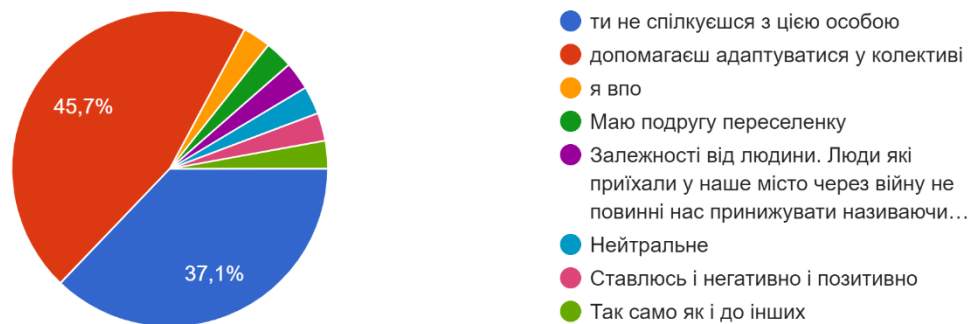 45,7%
37,1%
ти не спілкуєшся з цією особою
допомагаєш адаптуватися у колективі
я впо
Маю подругу переселенку
Залежності від людини. Люди які
приїхали у наше місто через війну не
повинні нас принижувати називаючи…
Нейтральне
Ставлюсь і негативно і позитивно
Так само як і до інших